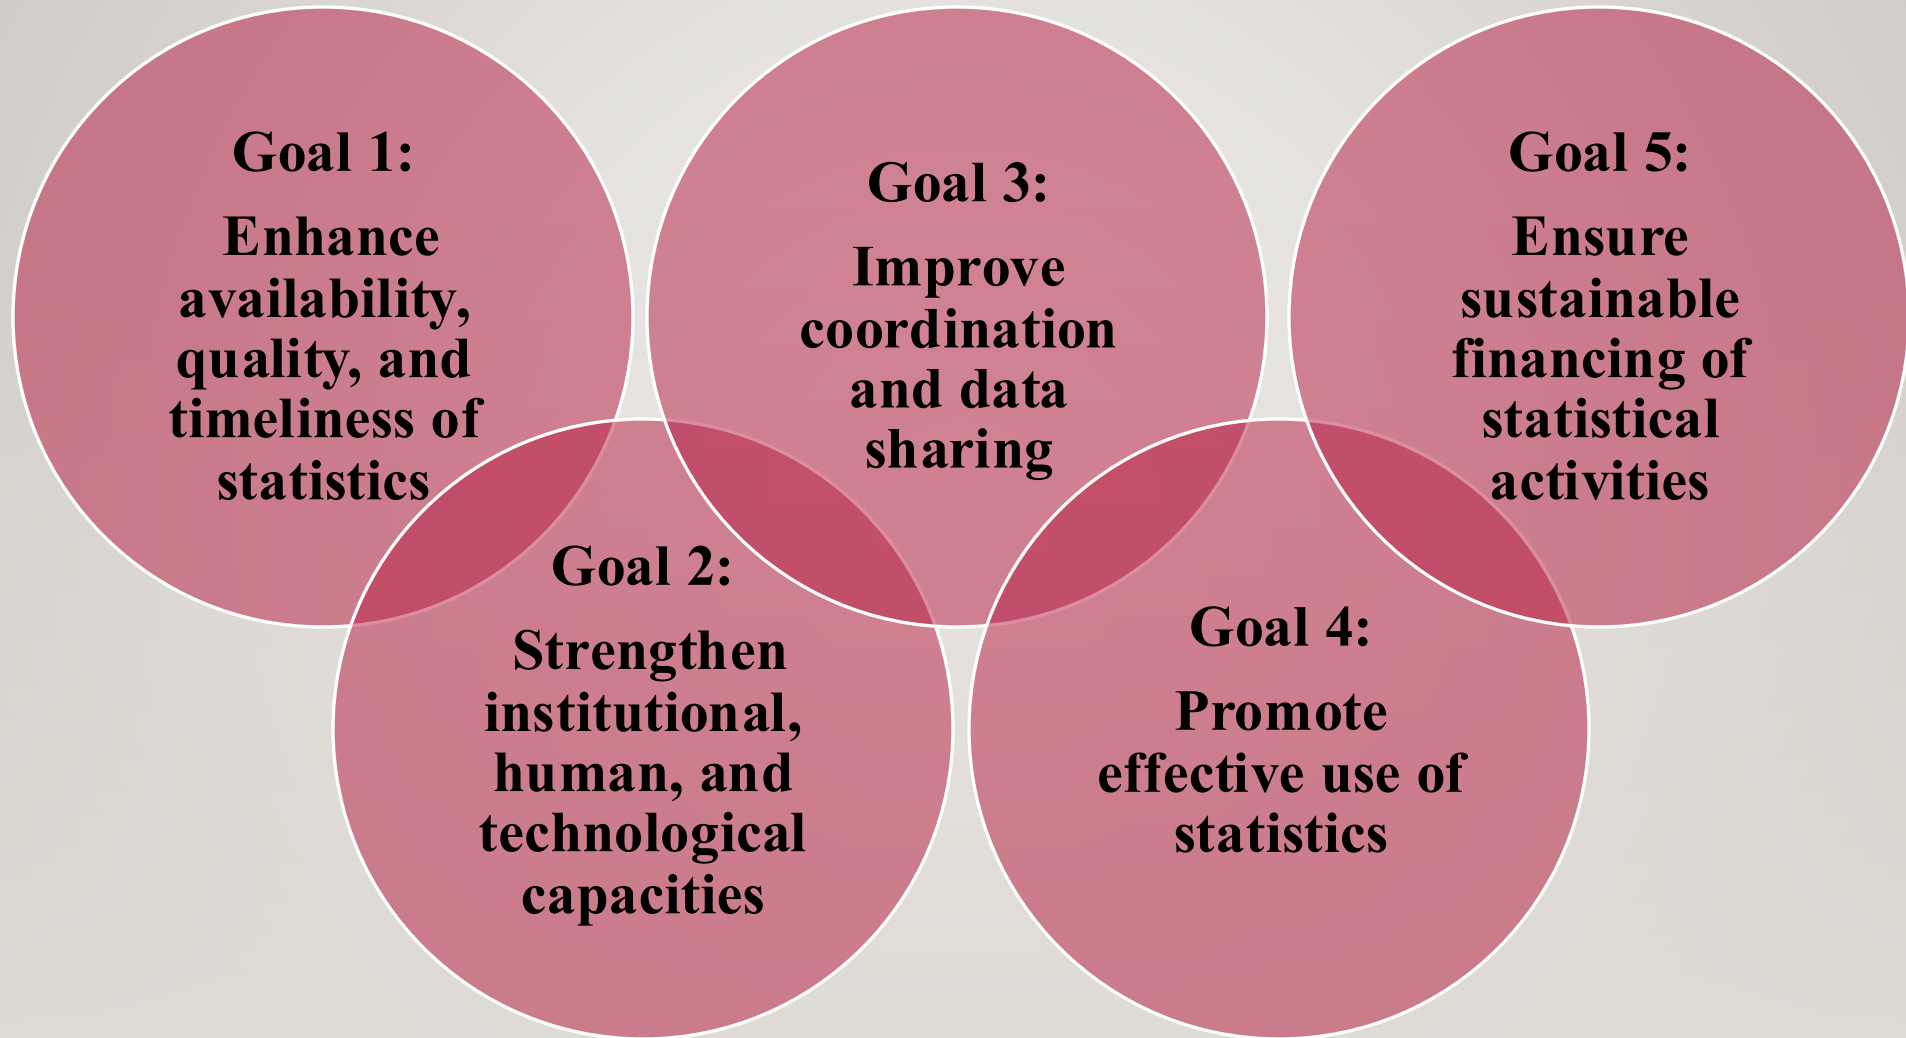 Goal 1:
Enhance
availability,
quality, and
timeliness of
statistics
Goal 2:
Strengthen
institutional,
human, and
technological
capacities
Goal 3:
Improve
coordination
and data
sharing
Goal 4:
Promote
effective use of
statistics
Goal 5:
Ensure
sustainable
financing of
statistical
activities